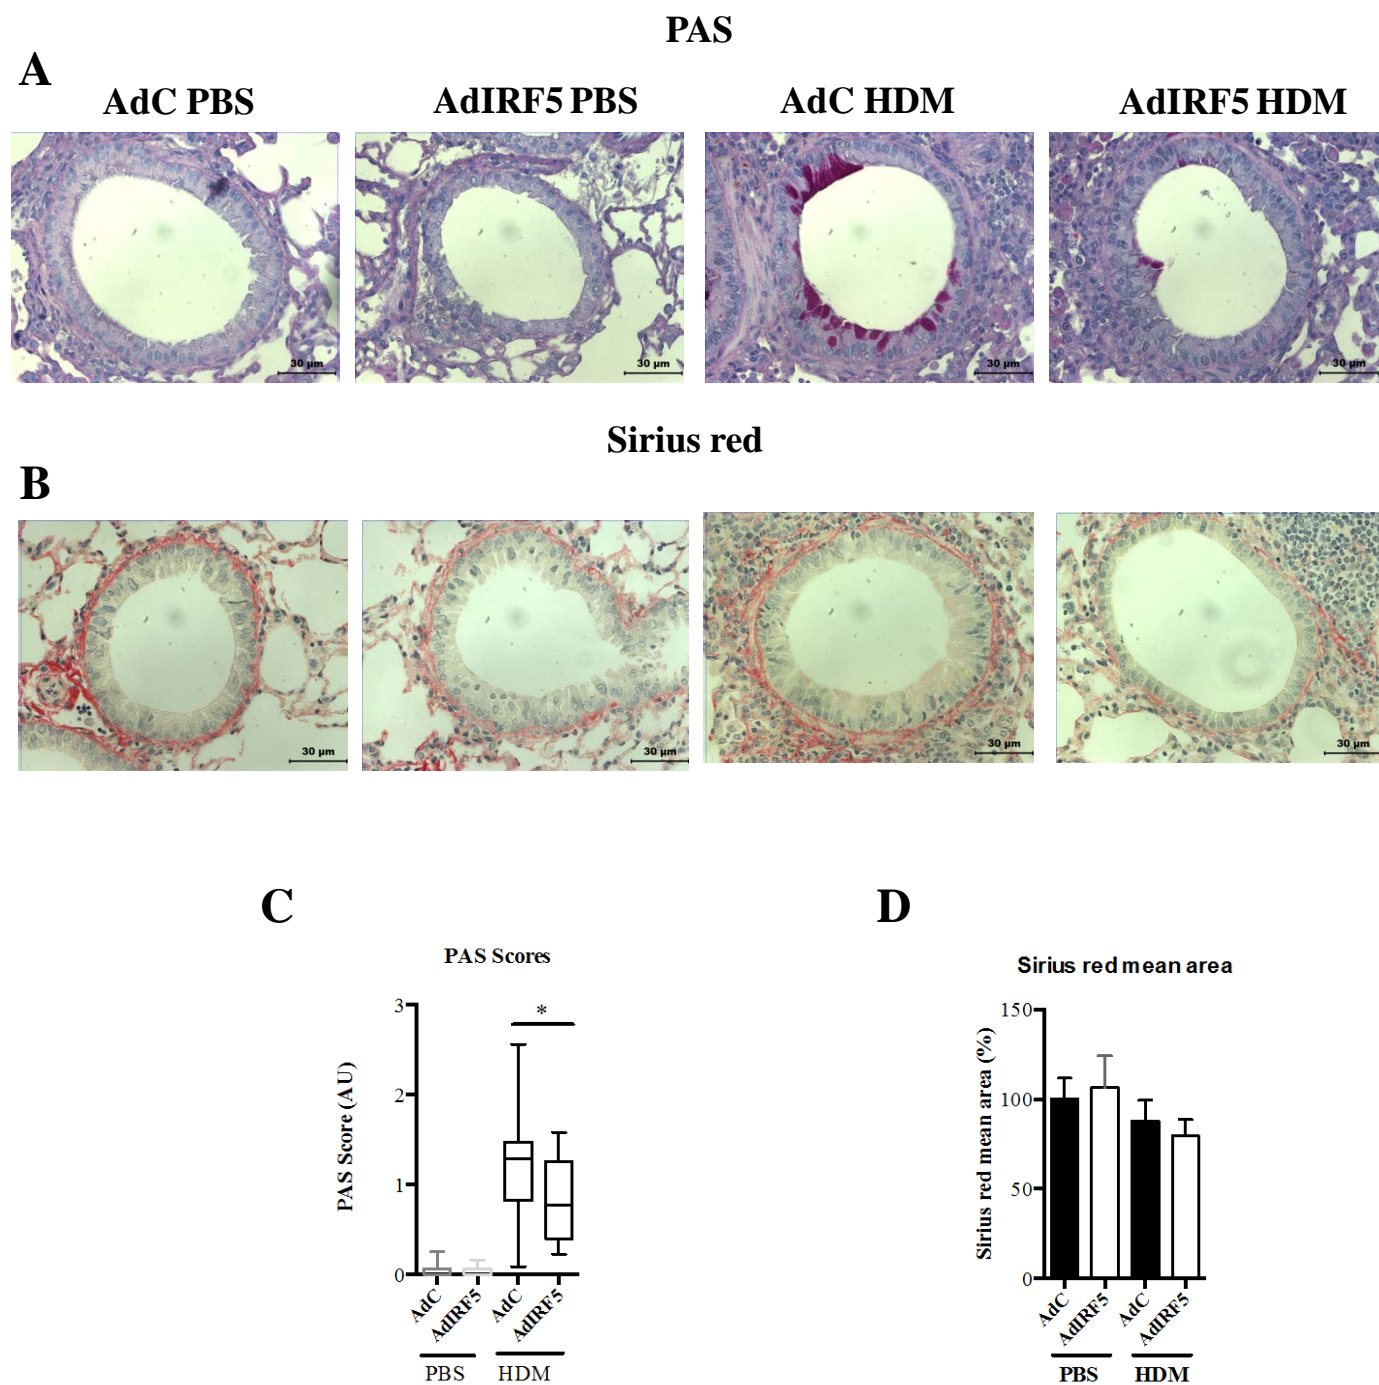 PAS
A
AdC PBS
AdIRF5 PBS
AdC HDM
AdIRF5 HDM
30 µm
30 µm
30 µm
30 µm
Sirius red
B
30 µm
30 µm
30 µm
30 µm
C
PAS Scores
PAS Score (AU)
3
2
1
0
*
AdC
AdIRF5
AdC
AdIRF5
PBS
HDM
D
Sirius red mean area
Sirius red mean area (%)
150
100
50
0
AdC
AdIRF5
AdC
AdIRF5
PBS
HDM